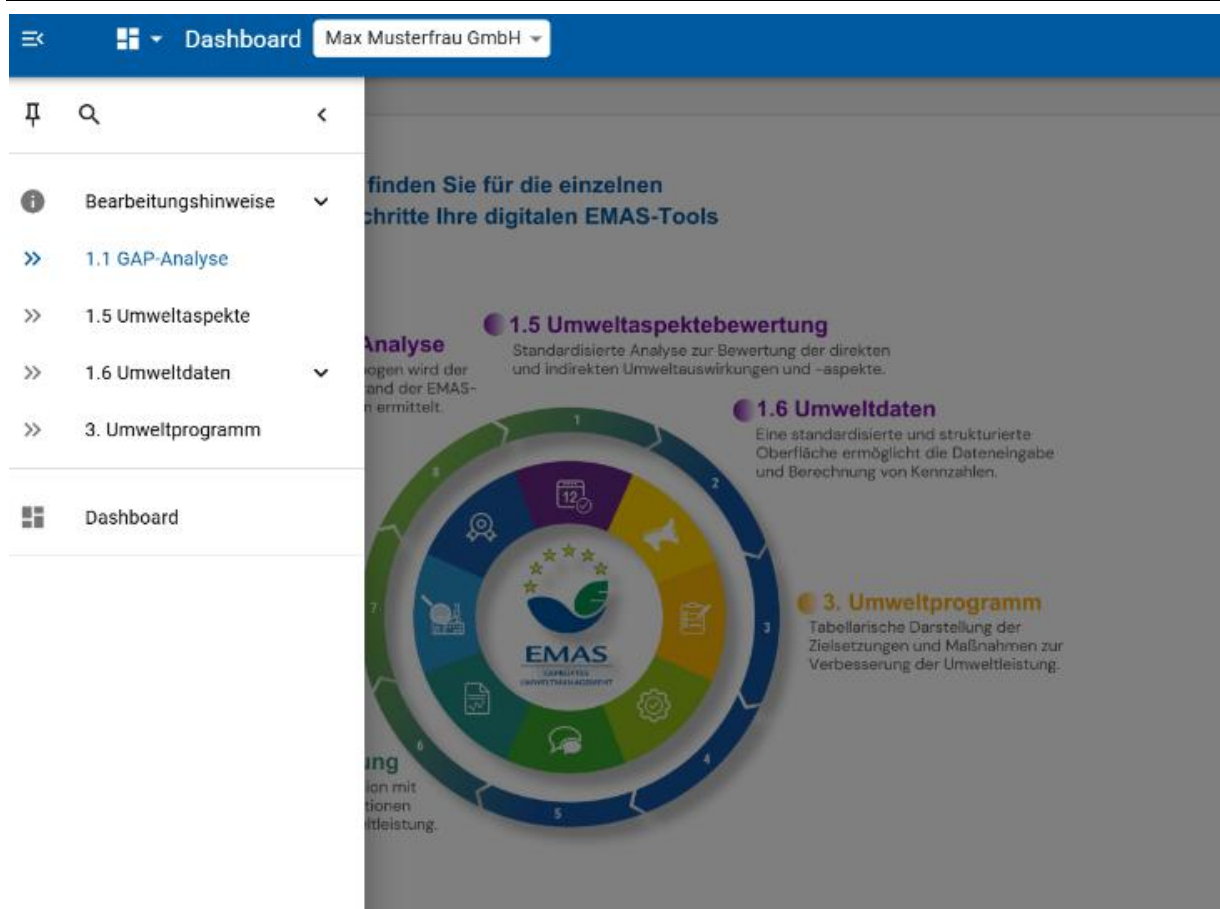 Dashboard
Max Musterfrau GmbH
Bearbeitungshinweise
1.1 GAP-Analyse
1.5 Umweltaspekte
1.6 Umweltdaten
3. Umweltprogramm
Dashboard
finden Sie für die einzelnen
chritte Ihre digitalen EMAS-Tools
Analyse
ogen wird der
and der EMAS-
n ermittelt.
1.5 Umweltaspektebewertung
Standardisierte Analyse zur Bewertung der direkten
und indirekten Umweltauswirkungen und -aspekte.
1.6 Umweltdaten
Eine standardisierte und strukturierte
Oberfläche ermöglicht die Dateneingabe
und Berechnung von Kennzahlen.
3. Umweltprogramm
Tabellarische Darstellung der
Zielsetzungen und Maßnahmen zur
Verbesserung der Umweltleistung.
1
2
3
4
5
6
7
8
12
EMAS
GEPRÜFTES
UMWELTMANAGEMENT
ung
ion mit
tionen
ltleistung.